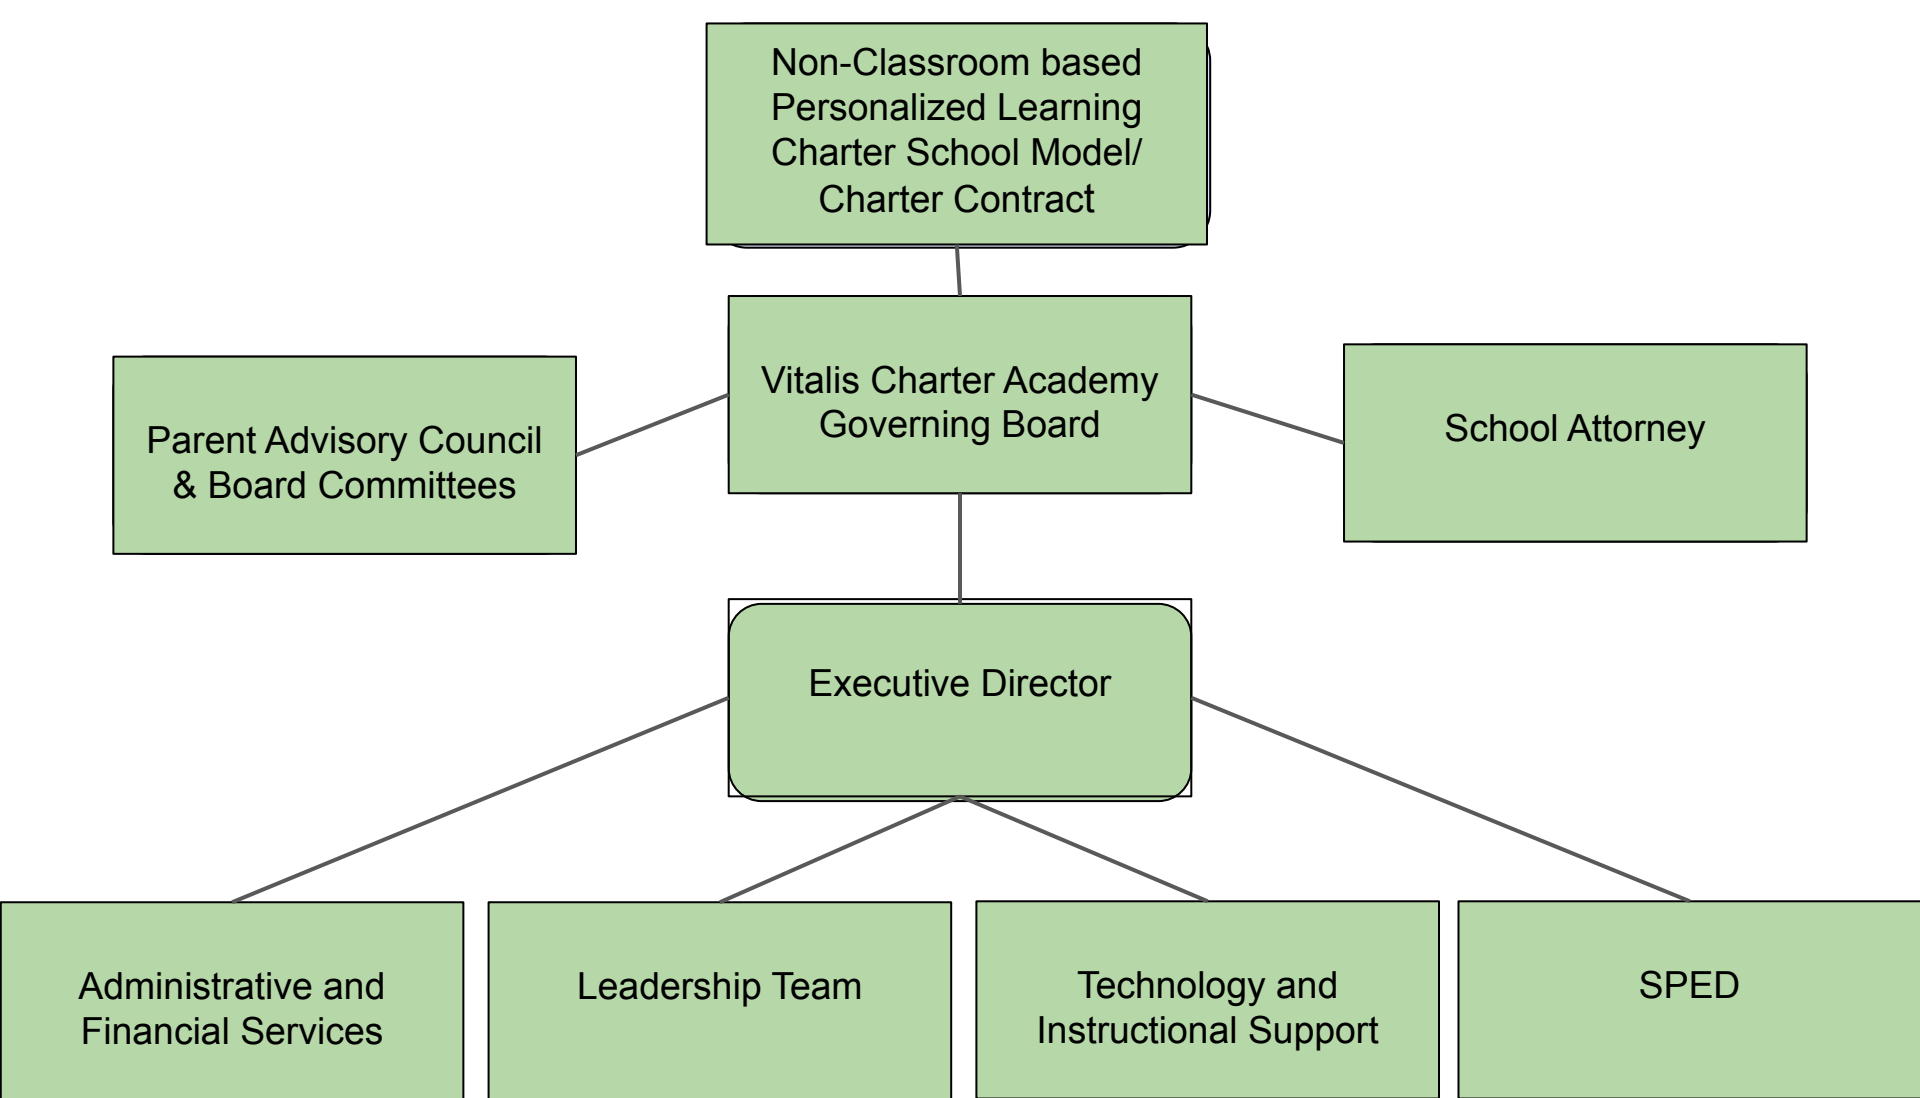 Non-Classroom based
Personalized Learning
Charter School Model/
Charter Contract
Vitalis Charter Academy
Governing Board
Parent Advisory Council
& Board Committees
School Attorney
Executive Director
Administrative and
Financial Services
Leadership Team
Technology and
Instructional Support
SPED